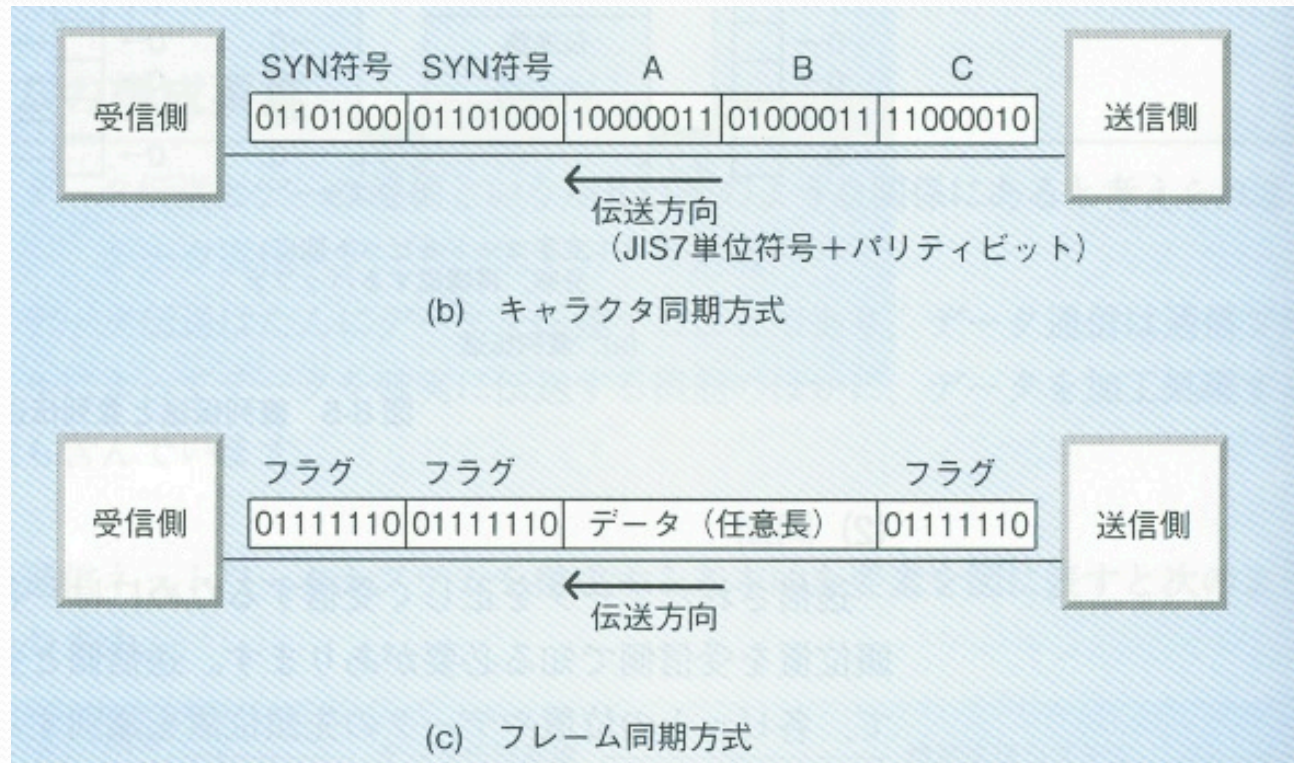 受信側
SYN符号 SYN符号 A B C
01101000 01101000 10000011 01000011 11000010
送信側
伝送方向
(JIS7単位符号+パリティビット)
(b) キャラクタ同期方式
受信側
フラグ フラグ フラグ
01111110 01111110 データ(任意長) 01111110
送信側
伝送方向
(c) フレーム同期方式